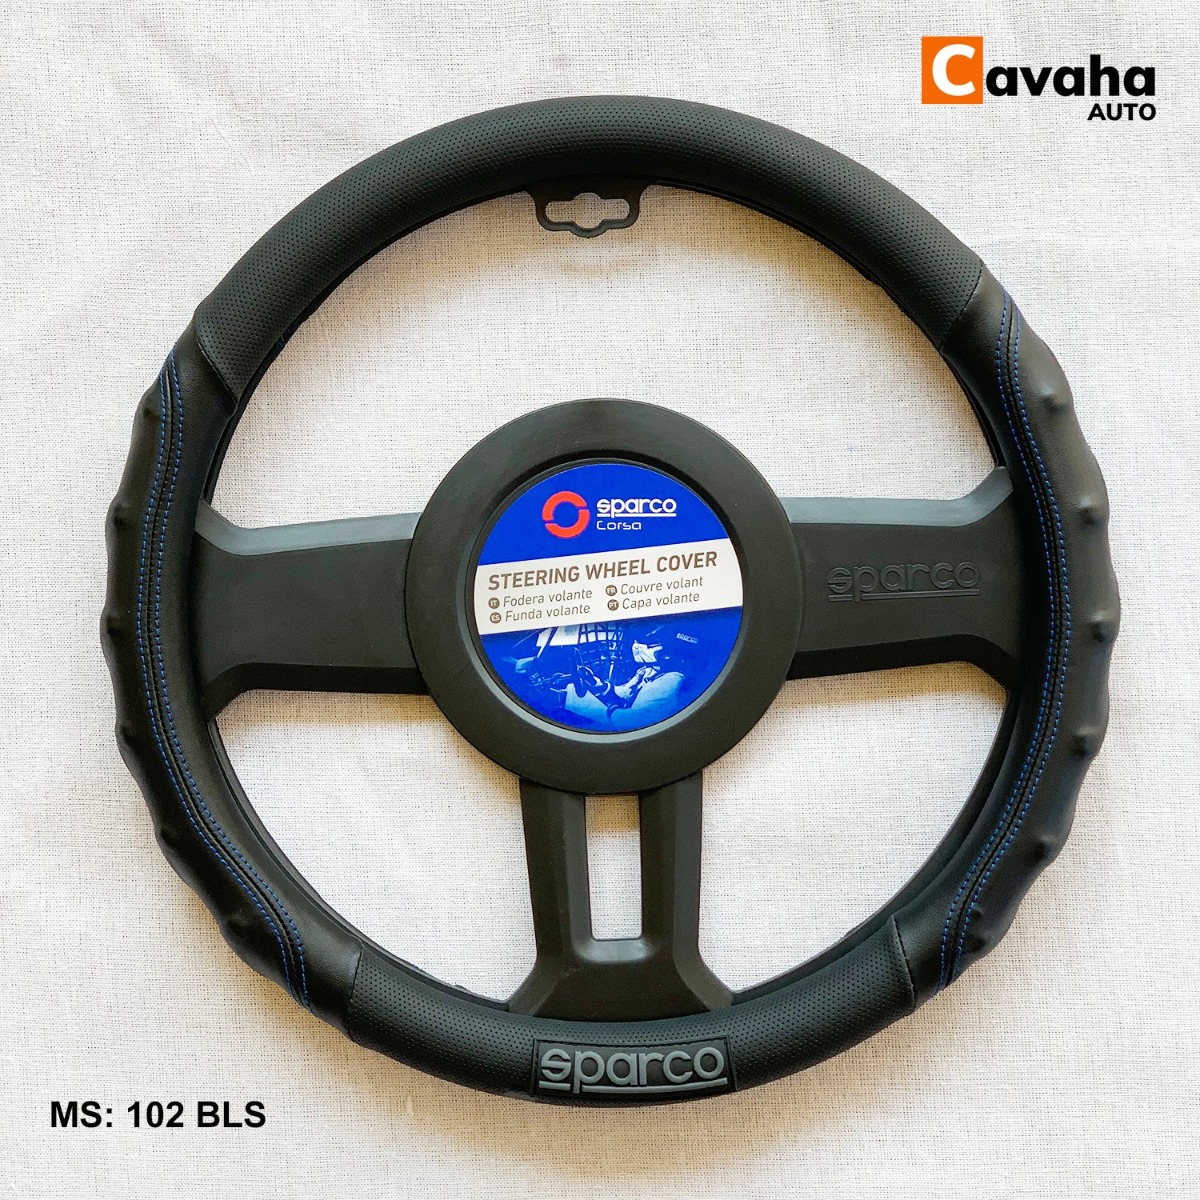 Cavaha
AUTO
sparco
Corsa
STEERING WHEEL COVER
IT Fodera volante FR Couvre volant
ES Funda volante PT Capa volante
sparco
sparco
MS: 102 BLS